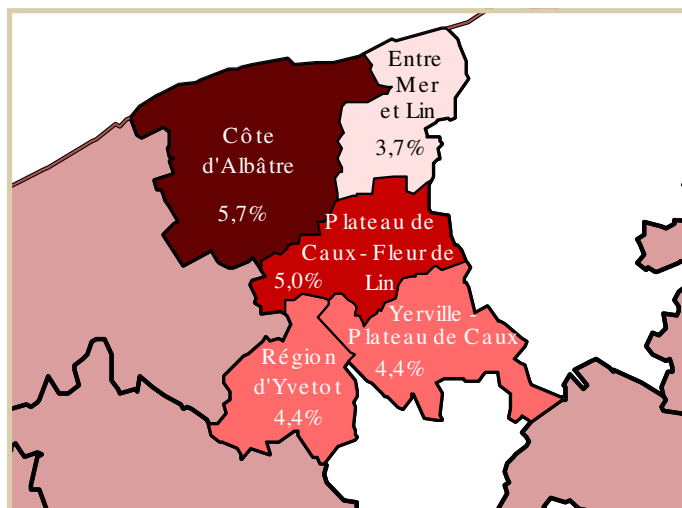 Entre
Mer
et Lin
3,7%
Côte
d'Albâtre
5,7%
Plateau de
Caux - Fleur de
5,0%
Lin
Yerville -
Plateau de Caux
4,4%
Région
d'Yvetot
4,4%